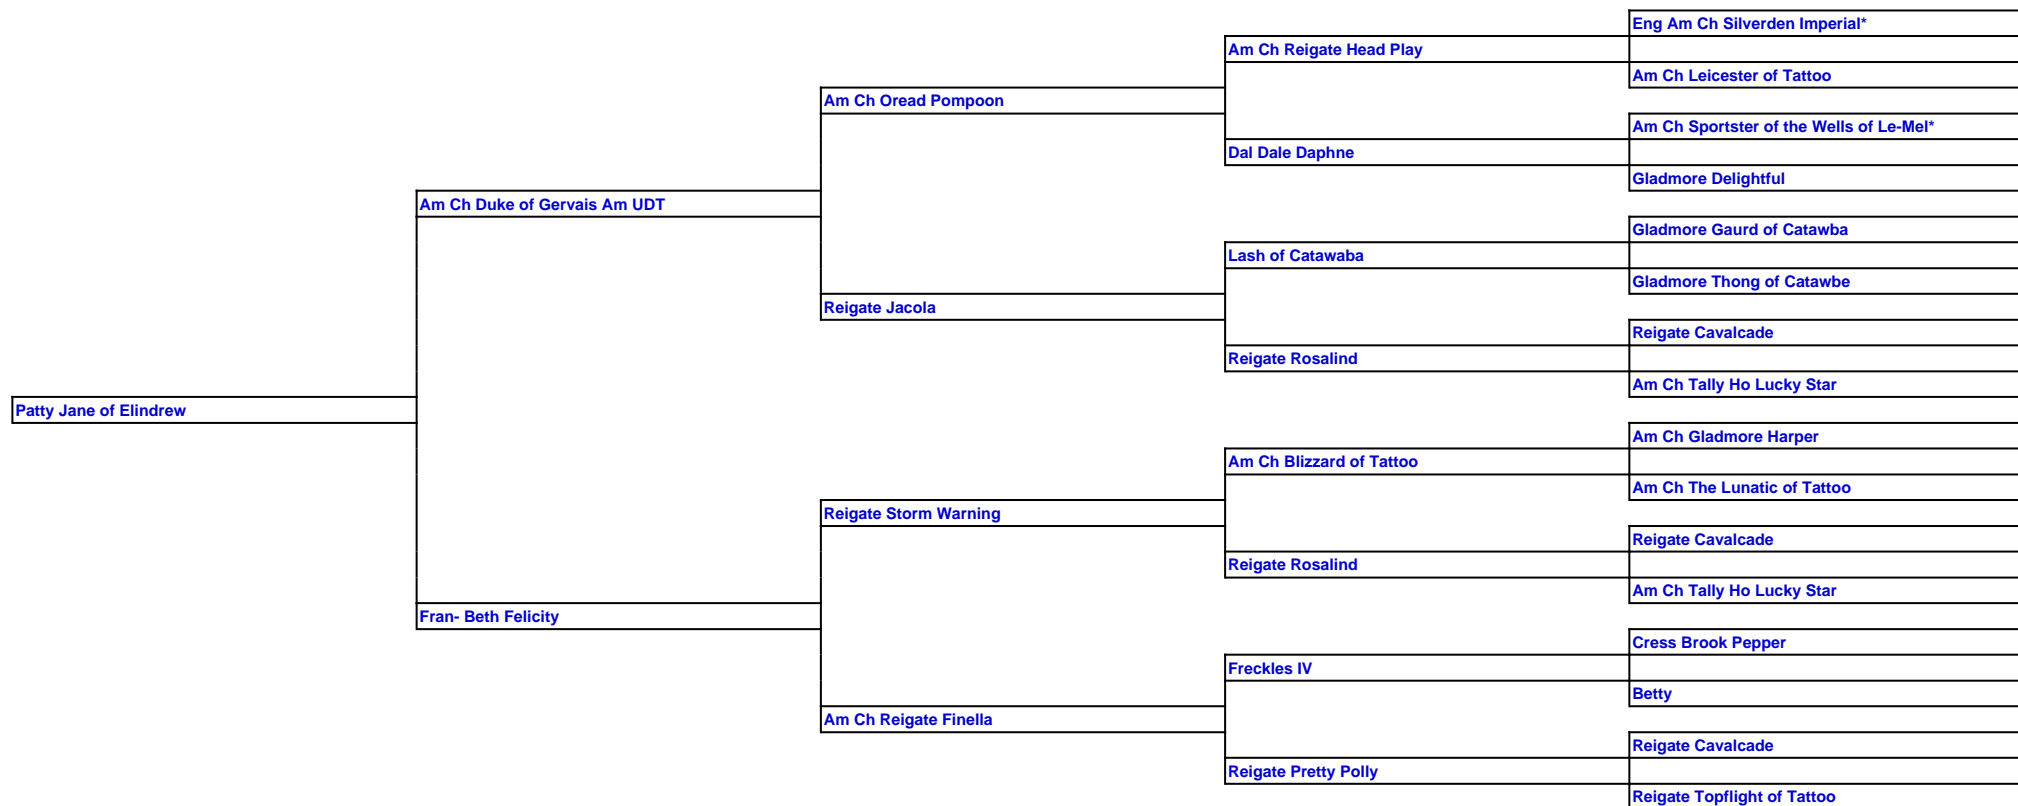 Eng Am Ch Silverden Imperial*
Am Ch Reigate Head Play
Am Ch Leicester of Tattoo
Am Ch Oread Pompoon
Am Ch Sportster of the Wells of Le-Mel*
Dal Dale Daphne
Gladmore Delightful
Am Ch Duke of Gervais Am UDT
Gladmore Gaurd of Catawba
Lash of Catawaba
Gladmore Thong of Catawbe
Reigate Jacola
Reigate Cavalcade
Reigate Rosalind
Am Ch Tally Ho Lucky Star
Patty Jane of Elindrew
Am Ch Gladmore Harper
Am Ch Blizzard of Tattoo
Am Ch The Lunatic of Tattoo
Reigate Storm Warning
Reigate Cavalcade
Reigate Rosalind
Am Ch Tally Ho Lucky Star
Fran- Beth Felicity
Cress Brook Pepper
Freckles IV
Betty
Am Ch Reigate Finella
Reigate Cavalcade
Reigate Pretty Polly
Reigate Topflight of Tattoo